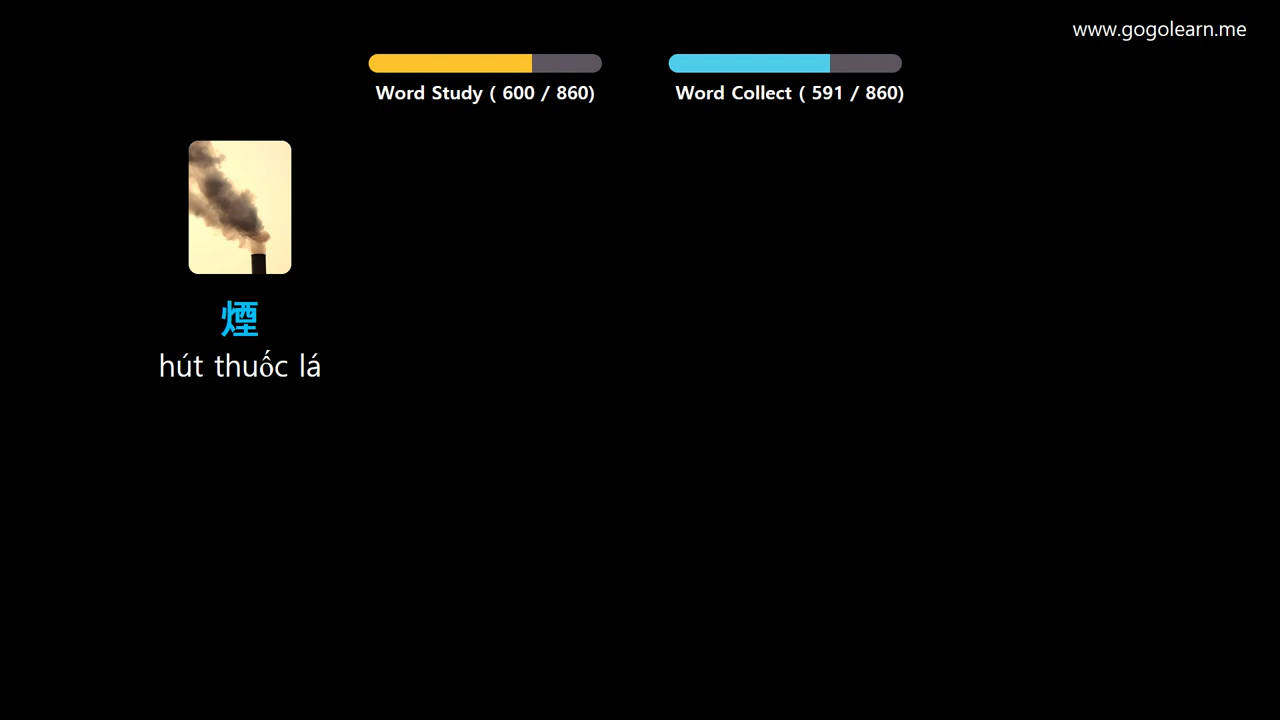 www.gogolearn.me
Word Study ( 600 / 860)
Word Collect ( 591 / 860)
煙
hút thuốc lá